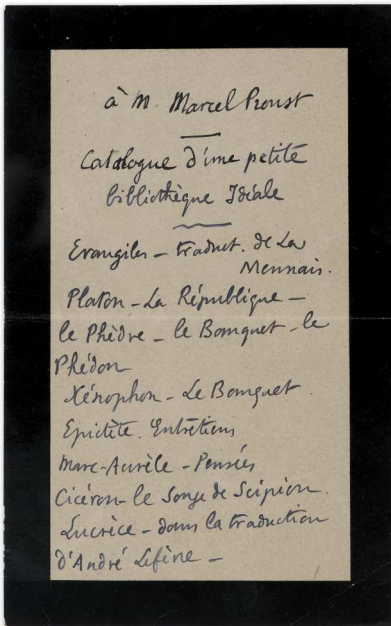 à M. Marcel Proust
Catalogue d'une petite
bibliothèque Idéale
Evangiles - traduct. de La
Mennais.
Platon - La République -
le Phèdre - le Banquet - le
Phédon
Xénophon - Le Banquet
Epictète. Entretiens
Marc-Aurèle - Pensées
Cicéron - le Songe de Scipion.
Lucrèce - dans la traduction
d'André Lefèvre -